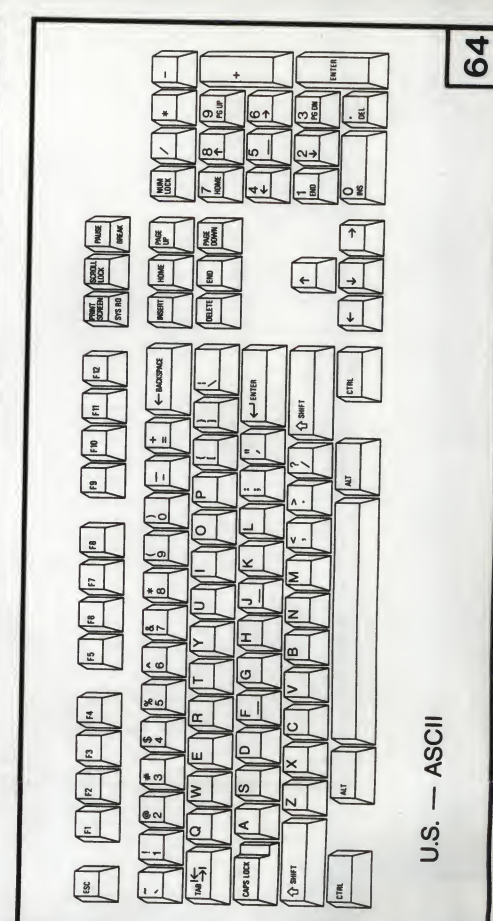 ESC F1 F2 F3 F4 F5 F6 F7 F8 F9 F10 F11 F12 PRINT SCREEN SYS RQ SCROLL LOCK PAUSE BREAK
~ ! @ # $ % ^ & * ( ) _ + ← BACKSPACE INSERT HOME PAGE UP NUM LOCK / * -
` 1 2 3 4 5 6 7 8 9 0 - =
TAB Q W E R T Y U I O P { [ } ] ¦ \ DELETE END PAGE DOWN 7 HOME 8 ↑ 9 PG UP +
CAPS LOCK A S D F _ G H J _ K L : ; " ' ↵ ENTER 4 ← 5 _ 6 →
⇧ SHIFT Z X C V B N M < , > . ? / ⇧ SHIFT ↑ 1 END 2 ↓ 3 PG DN ENTER
CTRL ALT ALT CTRL ← ↓ → 0 INS . DEL
U.S. — ASCII
64